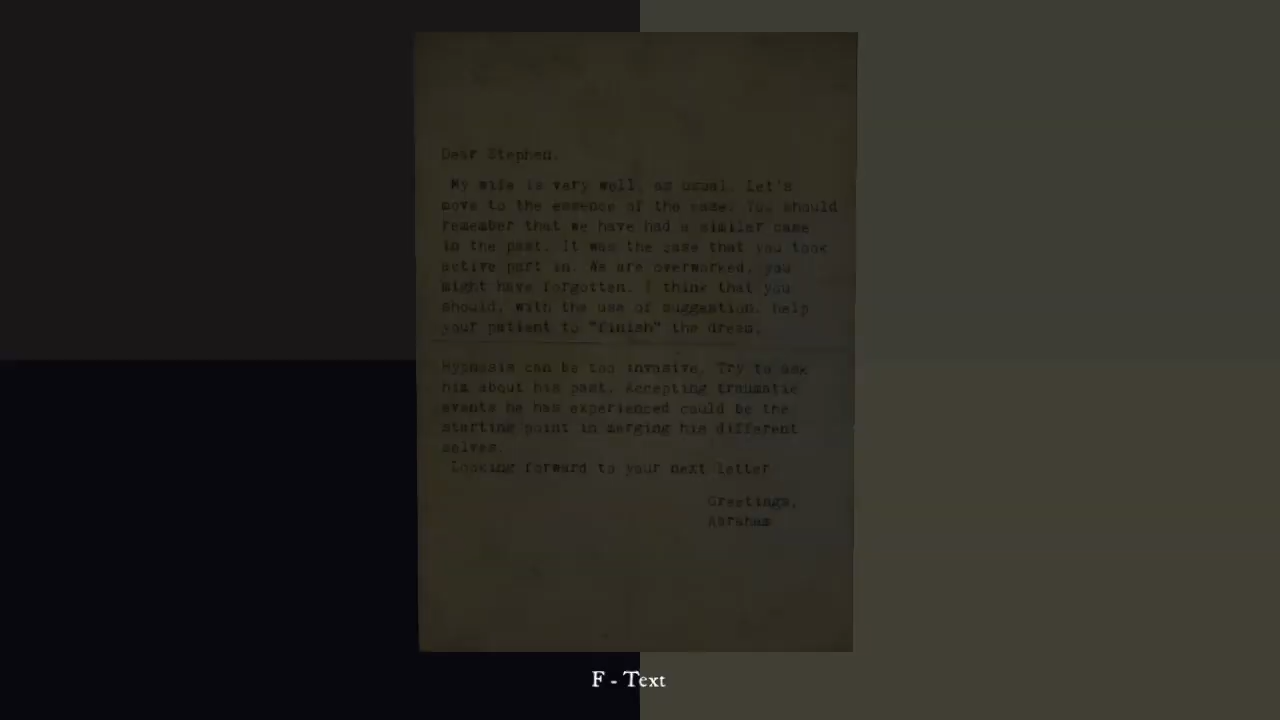 Dear Stephen,
My wife is very well, as usual. Let's
move to the essence of the case. You should
remember that we have had a similar case
in the past. It was the case that you took
active part in. We are overworked, you
might have forgotten. I think that you
should, with the use of suggestion, help
your patient to "finish" the dream.
Hypnosis can be too invasive. Try to ask
him about his past. Accepting traumatic
events he has experienced could be the
starting point in merging his different
selves.
Looking forward to your next letter
Greetings,
Abraham
F - Text